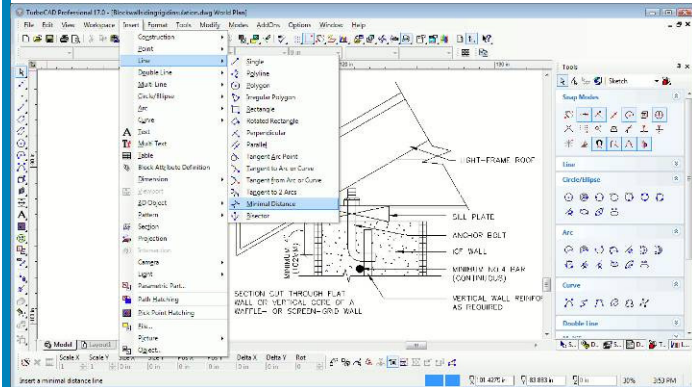 TurboCAD Professional 17.0 - [Blockwallsidingrigidinsulation.dwg World Plan]
File Edit View Workspace Insert Format Tools Modify Modes AddOns Options Window Help
Construction
Point
Line
Double Line
Multi Line
Circle/Ellipse
Arc
Curve
Text
Multi Text
Table
Block Attribute Definition
Dimension
Viewport
3D Object
Pattern
Section
Projection
Intersection
Camera
Light
Parametric Part...
Path Hatching
Pick Point Hatching
File...
Picture
Object...
Single
Polyline
Polygon
Irregular Polygon
Rectangle
Rotated Rectangle
Perpendicular
Parallel
Tangent Arc Point
Tangent to Arc or Curve
Tangent from Arc or Curve
Tangent to 2 Arcs
Minimal Distance
Bisector
LIGHT-FRAME ROOF
SILL PLATE
ANCHOR BOLT
ICF WALL
MINIMUM NO.4 BAR
(CONTINUOUS)
VERTICAL WALL REINFO
AS REQUIRED
MINIMUM
SECTION CUT THROUGH FLAT
WALL OR VERTICAL CORE OF A
WAFFLE- OR SCREEN-GRID WALL
Tools
Sketch
Snap Modes
Line
Circle/Ellipse
Arc
Curve
Double Line
Model Layout1
Scale X Scale Y Delta X Delta Y Rot
Insert a minimal distance line
30% 3:53 PM